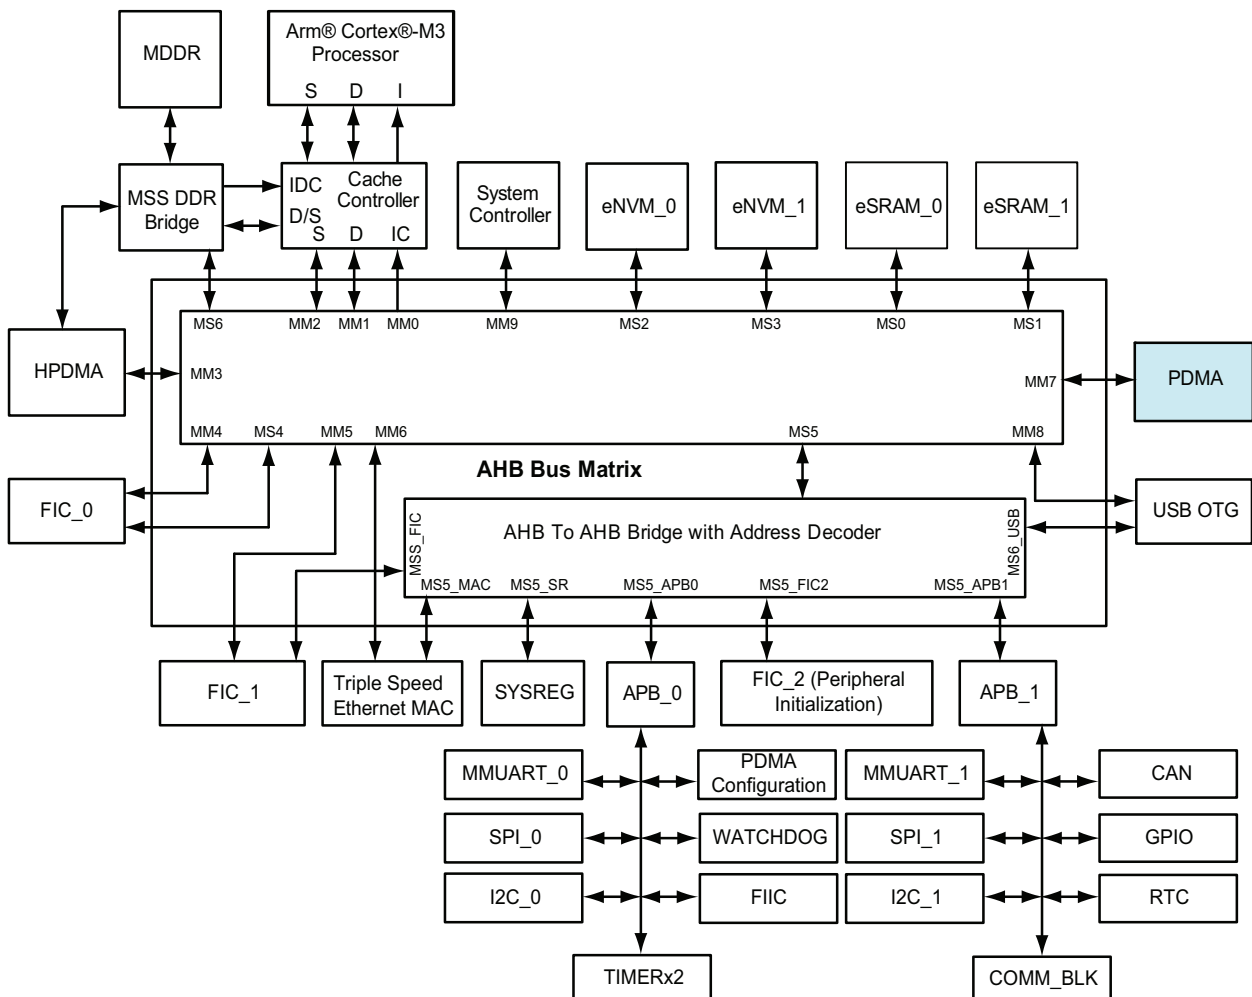 MDDR
Arm® Cortex®-M3
Processor
S D I
MSS DDR
Bridge
IDC
Cache
Controller
D/S
S D IC
System
Controller
eNVM_0
eNVM_1
eSRAM_0
eSRAM_1
MS6 MM2 MM1 MM0 MM9 MS2 MS3 MS0 MS1
HPDMA
MM3
MM7
PDMA
MM4 MS4 MM5 MM6 MS5 MM8
AHB Bus Matrix
FIC_0
USB OTG
MSS_FIC
AHB To AHB Bridge with Address Decoder
MS6_USB
MS5_MAC MS5_SR MS5_APB0 MS5_FIC2 MS5_APB1
FIC_1
Triple Speed
Ethernet MAC
SYSREG
APB_0
FIC_2 (Peripheral
Initialization)
APB_1
MMUART_0
PDMA
Configuration
MMUART_1
CAN
SPI_0
WATCHDOG
SPI_1
GPIO
I2C_0
FIIC
I2C_1
RTC
TIMERx2
COMM_BLK